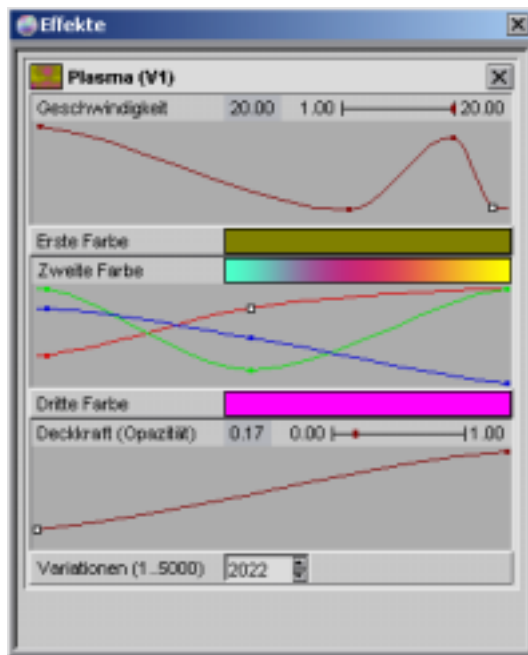 Effekte
Plasma (V1)
Geschwindigkeit 20.00 1.00 20.00
Erste Farbe
Zweite Farbe
Dritte Farbe
Deckkraft (Opazität) 0.17 0.00 1.00
Variationen (1..5000) 2022